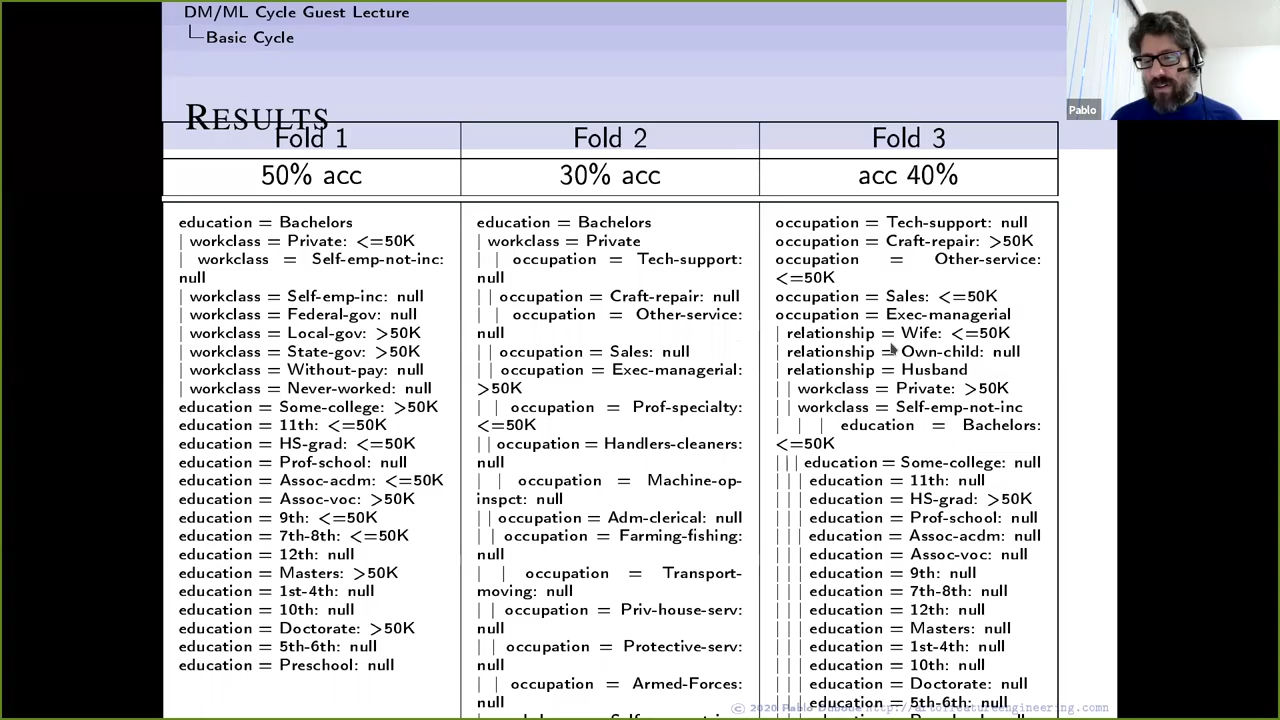 DM/ML Cycle Guest Lecture
Basic Cycle
Pablo
RESULTS
Fold 1
50% acc
education = Bachelors
| workclass = Private: <=50K
| workclass = Self-emp-not-inc:
null
| workclass = Self-emp-inc: null
| workclass = Federal-gov: null
| workclass = Local-gov: >50K
| workclass = State-gov: >50K
| workclass = Without-pay: null
| workclass = Never-worked: null
education = Some-college: >50K
education = 11th: <=50K
education = HS-grad: <=50K
education = Prof-school: null
education = Assoc-acdm: <=50K
education = Assoc-voc: >50K
education = 9th: <=50K
education = 7th-8th: <=50K
education = 12th: null
education = Masters: >50K
education = 1st-4th: null
education = 10th: null
education = Doctorate: >50K
education = 5th-6th: null
education = Preschool: null
Fold 2
30% acc
education = Bachelors
| workclass = Private
| | occupation = Tech-support:
null
| | occupation = Craft-repair: null
| | occupation = Other-service:
null
| | occupation = Sales: null
| | occupation = Exec-managerial:
>50K
| | occupation = Prof-specialty:
<=50K
| | occupation = Handlers-cleaners:
null
| | occupation = Machine-op-
inspct: null
| | occupation = Adm-clerical: null
| | occupation = Farming-fishing:
null
| | occupation = Transport-
moving: null
| | occupation = Priv-house-serv:
null
| | occupation = Protective-serv:
null
| | occupation = Armed-Forces:
null
Fold 3
acc 40%
occupation = Tech-support: null
occupation = Craft-repair: >50K
occupation = Other-service:
<=50K
occupation = Sales: <=50K
occupation = Exec-managerial
| relationship = Wife: <=50K
| relationship = Own-child: null
| relationship = Husband
| | workclass = Private: >50K
| | workclass = Self-emp-not-inc
| | | education = Bachelors:
<=50K
| | | education = Some-college: null
| | | education = 11th: null
| | | education = HS-grad: >50K
| | | education = Prof-school: null
| | | education = Assoc-acdm: null
| | | education = Assoc-voc: null
| | | education = 9th: null
| | | education = 7th-8th: null
| | | education = 12th: null
| | | education = Masters: null
| | | education = 1st-4th: null
| | | education = 10th: null
| | | education = Doctorate: null
| | | education = 5th-6th: null
© 2020 Pablo Duboue http://artoffeatureengineering.com